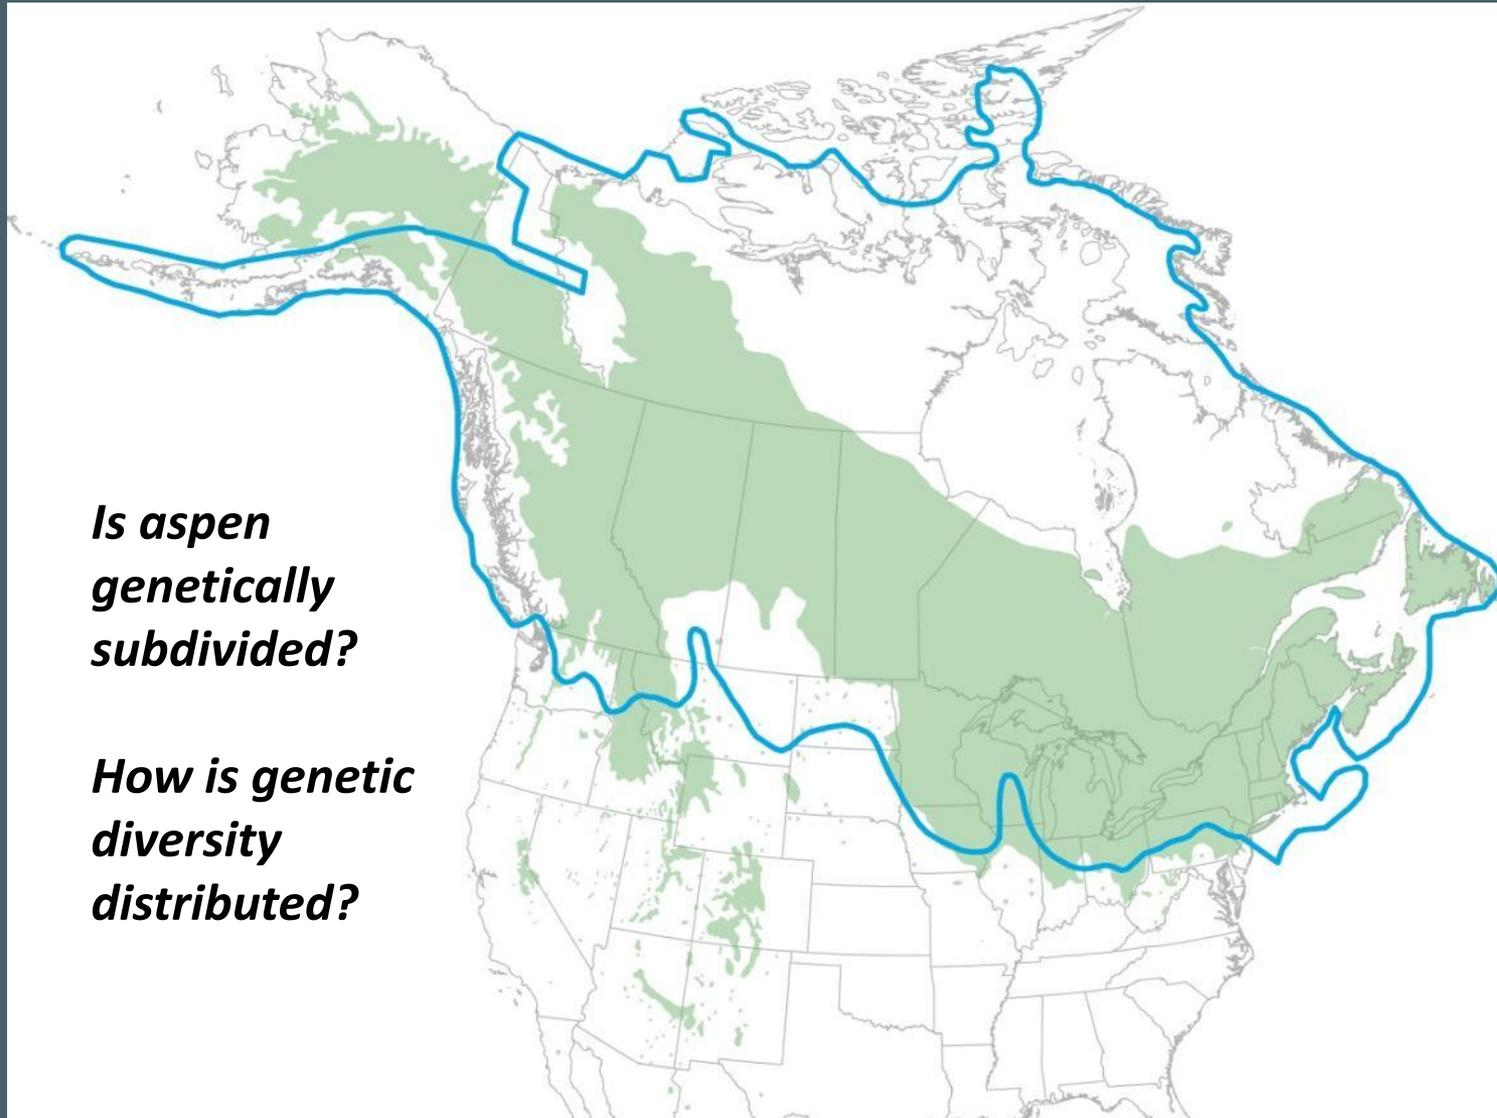 Is aspen
genetically
subdivided?
How is genetic
diversity
distributed?